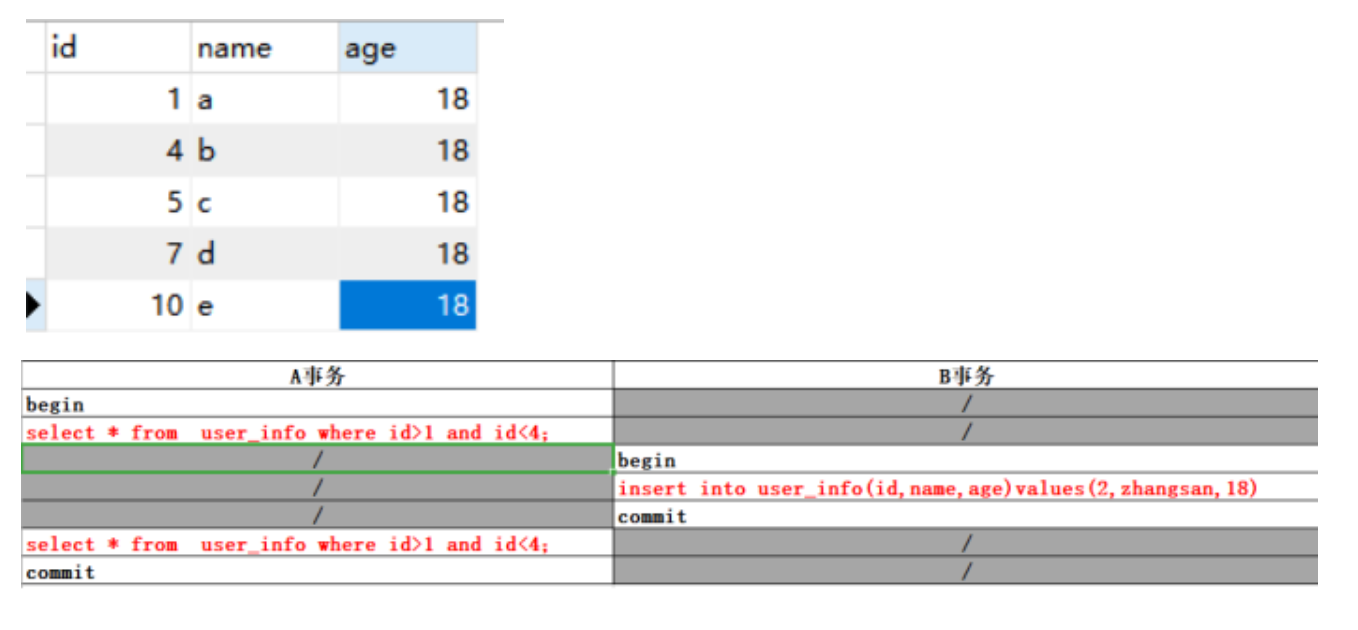 id name age
1 a 18
4 b 18
5 c 18
7 d 18
10 e 18
A事务 B事务
begin /
select * from user_info where id>1 and id<4; /
/ begin
/ insert into user_info(id,name,age)values(2,zhangsan,18)
/ commit
select * from user_info where id>1 and id<4; /
commit /